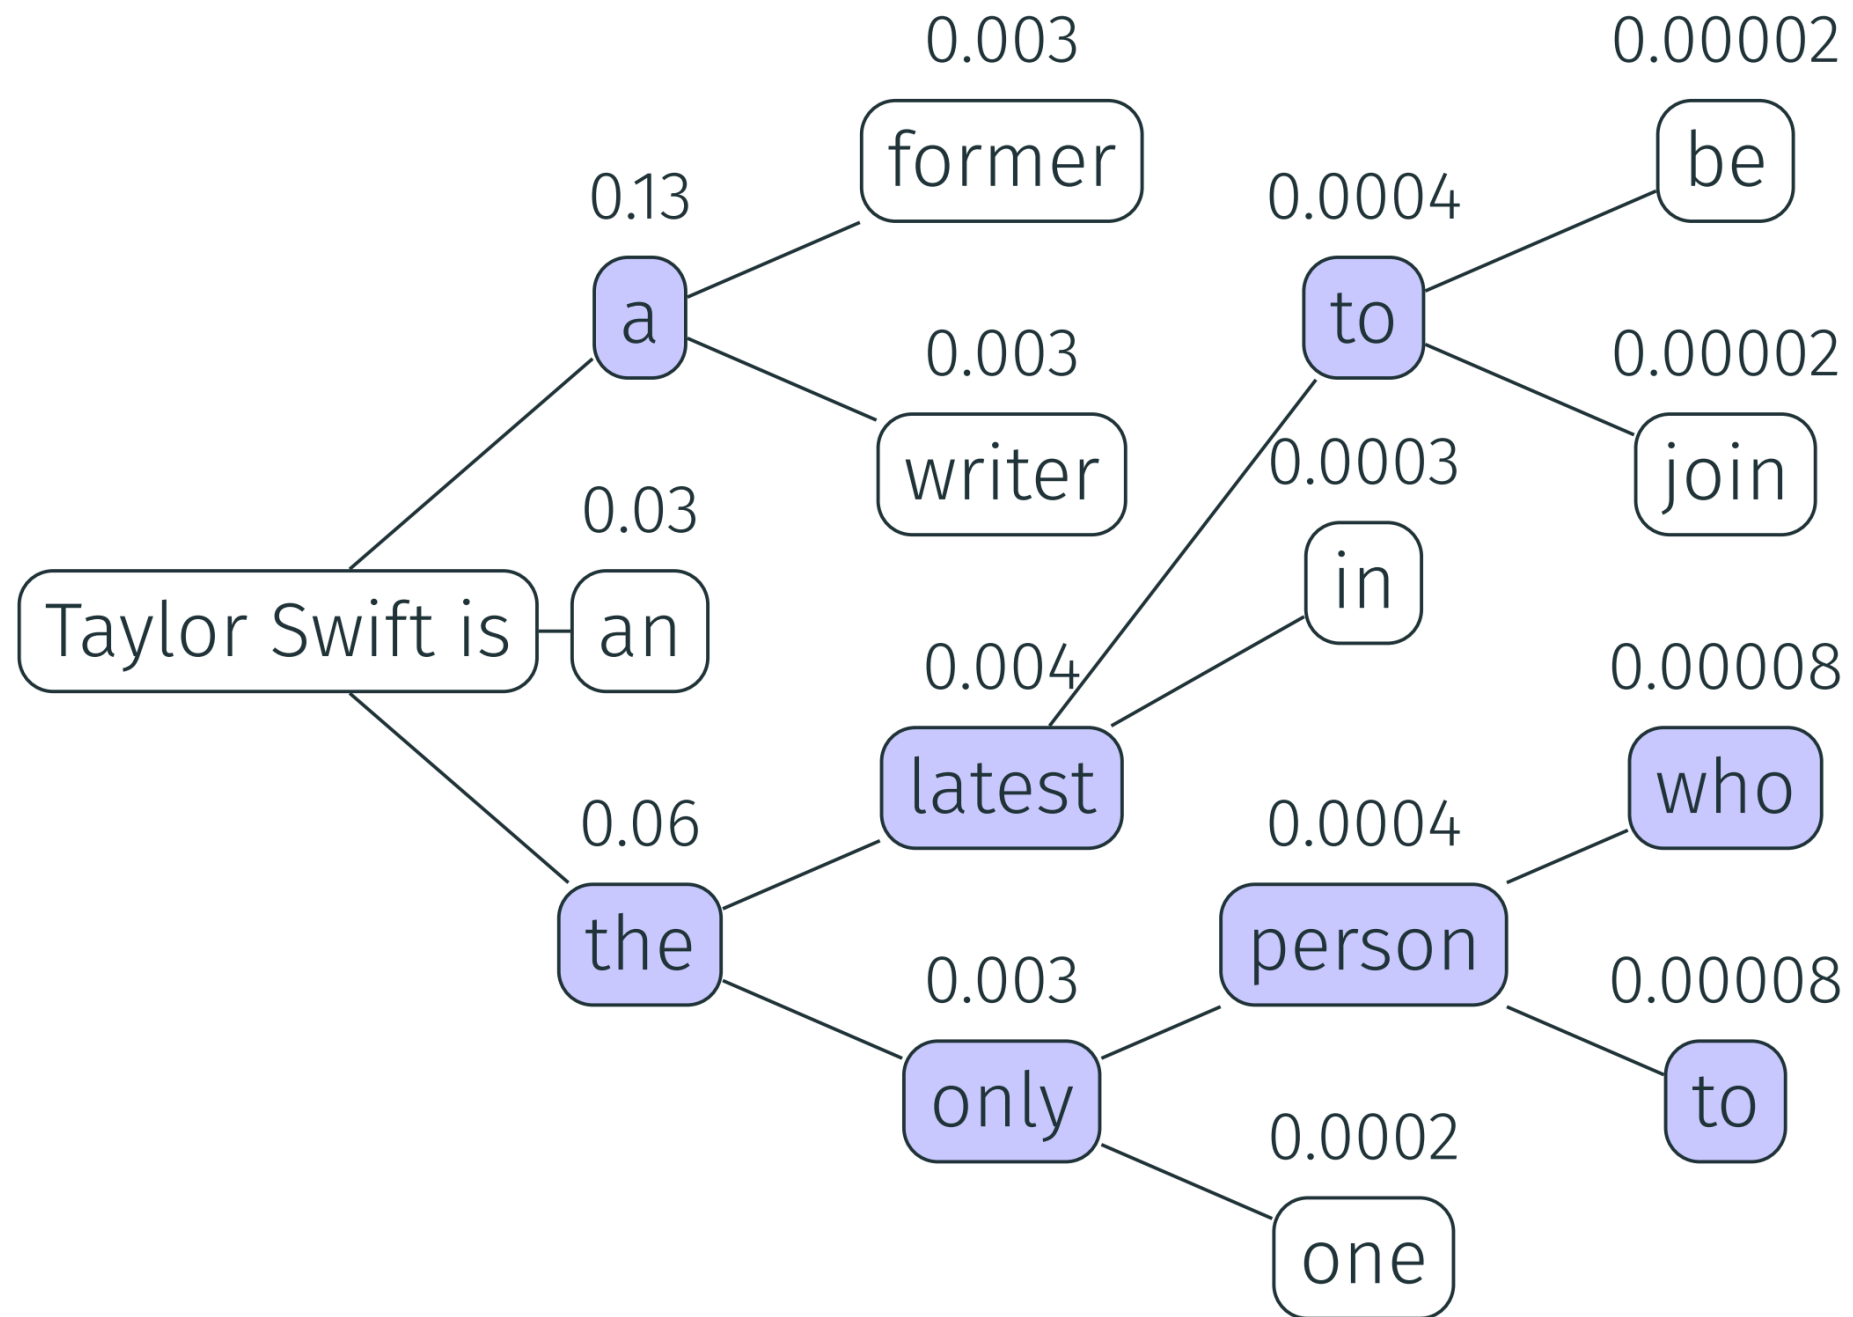 0.003
0.00002
former
be
0.13
0.0004
a
to
0.003
0.00002
writer
join
0.03
0.0003
Taylor Swift is
an
in
0.004
0.00008
latest
who
0.06
0.0004
the
person
0.003
0.00008
only
to
0.0002
one